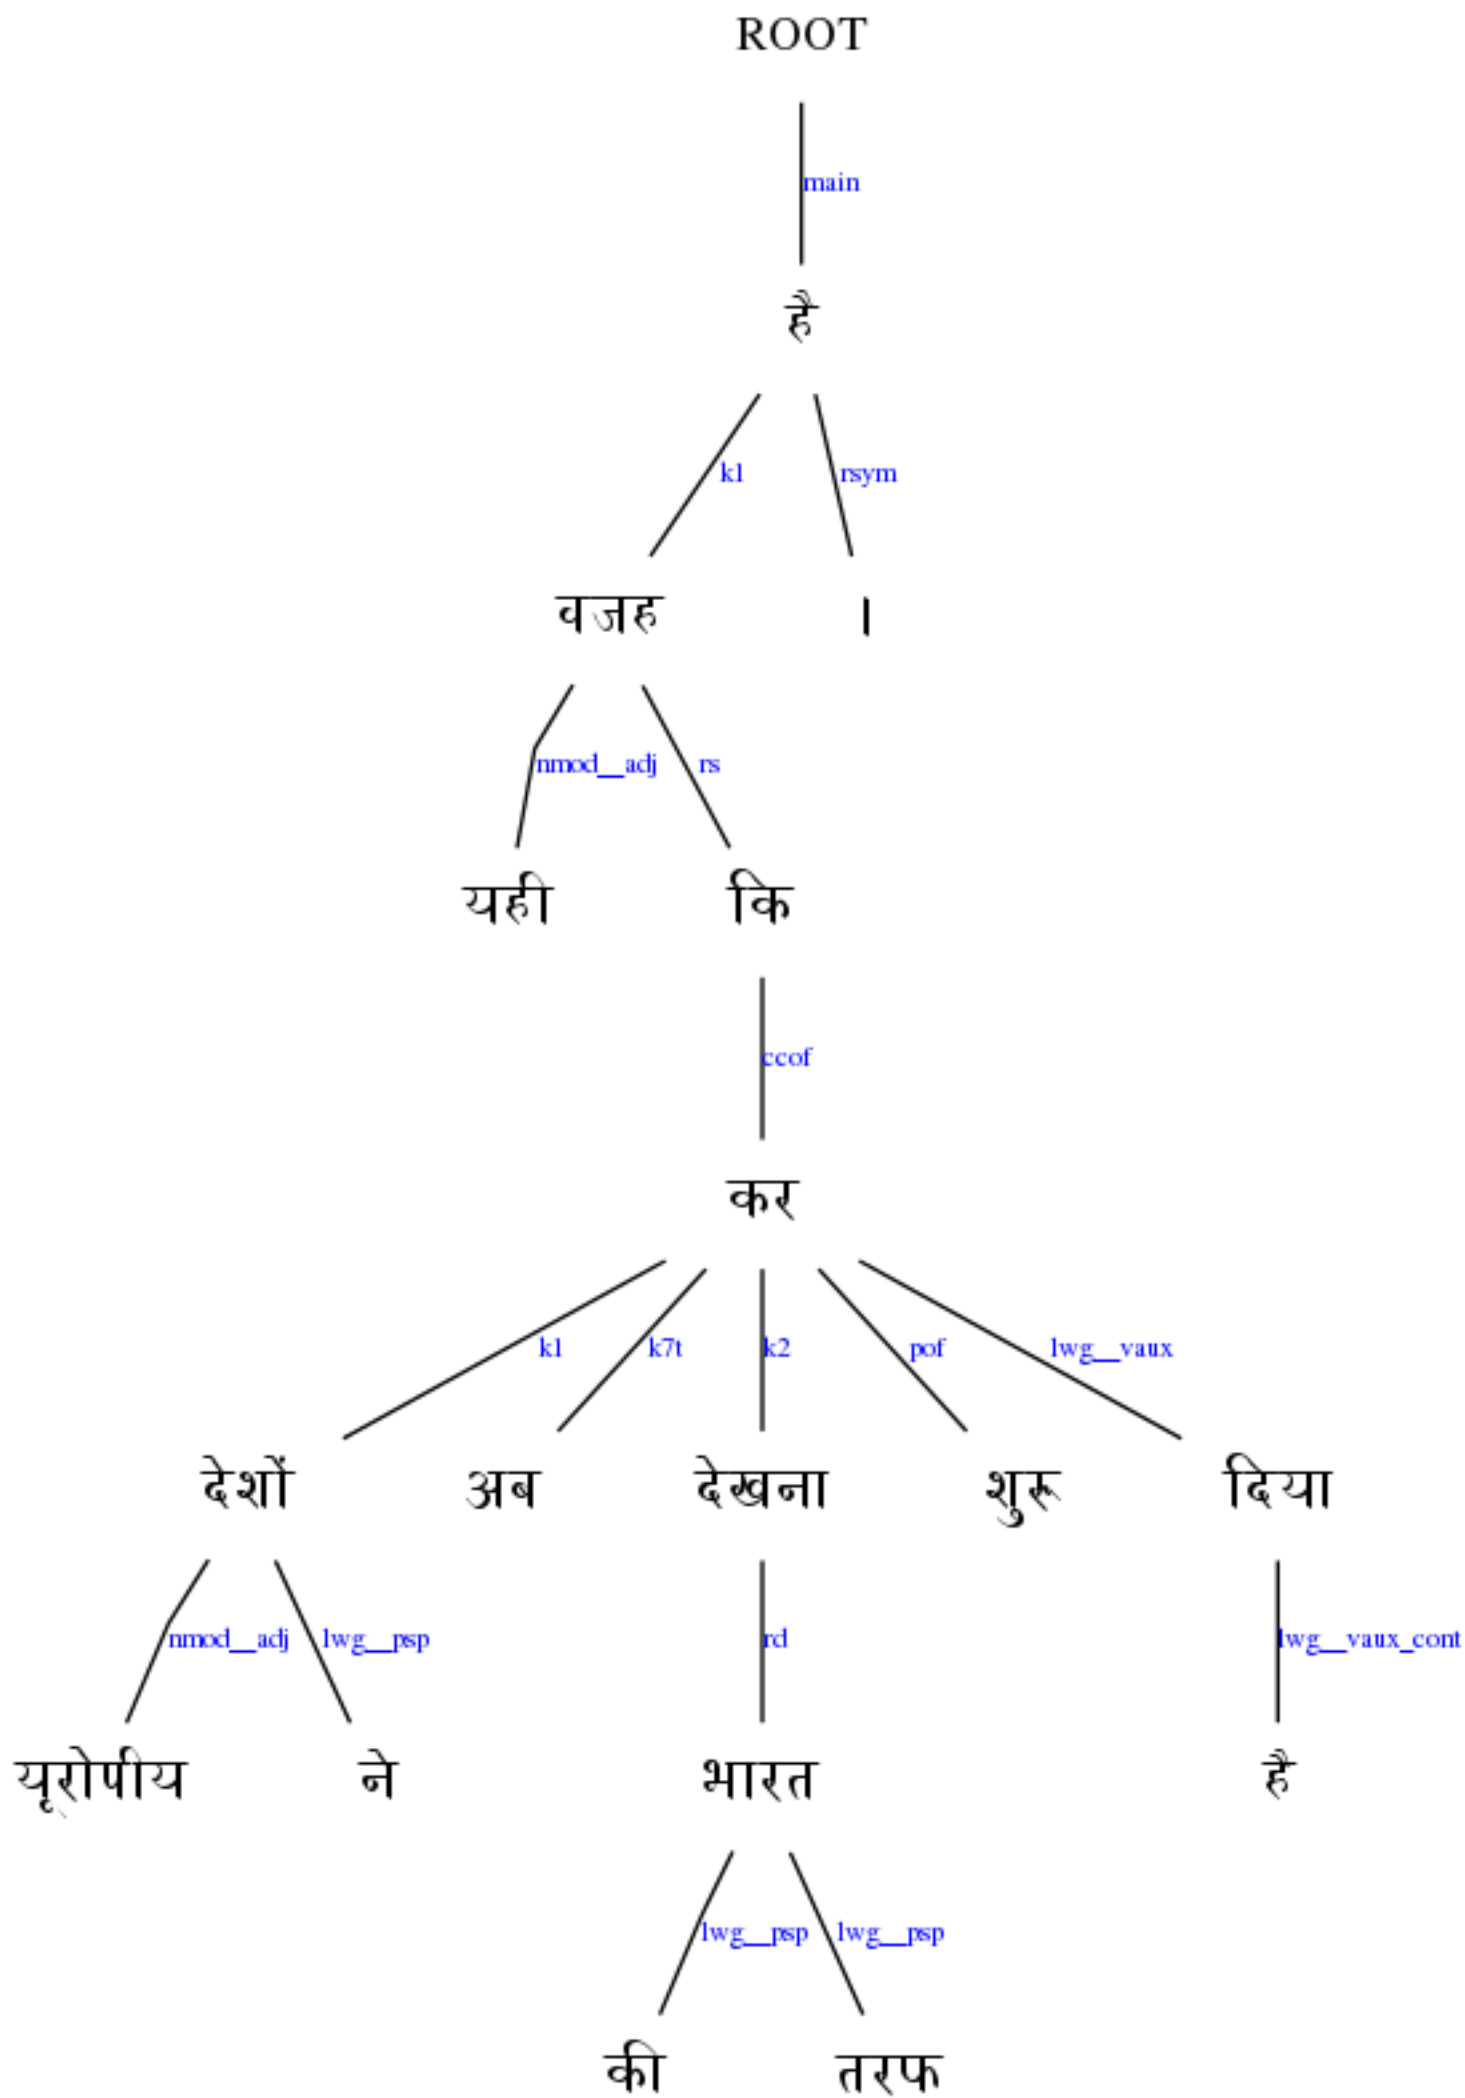 ROOT
main
है
k1 rsym
वजह ।
nmod__adj rs
यही कि
ccof
कर
k1 k7t k2 pof lwg__vaux
देशों अब देखना शुरू दिया
nmod__adj lwg__psp rd lwg__vaux_cont
यूरोपीय ने भारत है
lwg__psp lwg__psp
की तरफ